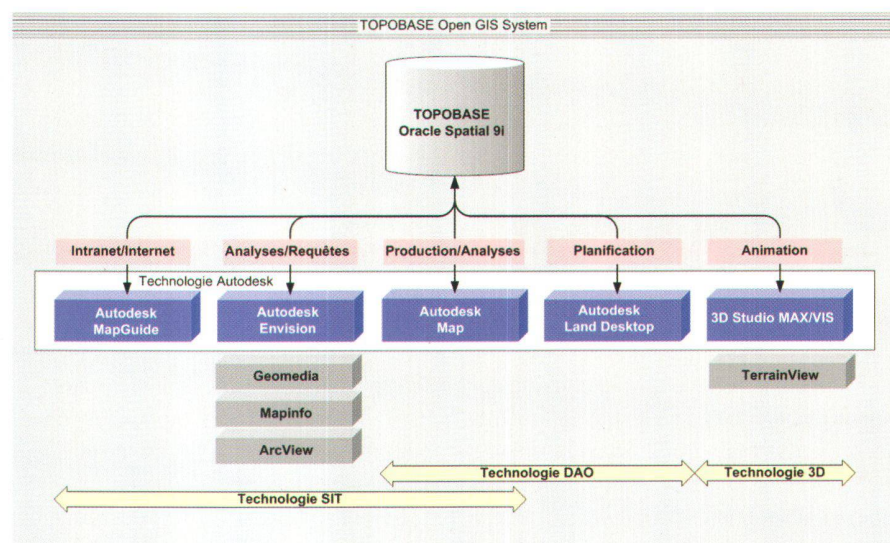 TOPOBASE Open GIS System
TOPOBASE
Oracle Spatial 9i
Intranet/Internet
Analyses/Requêtes
Production/Analyses
Planification
Animation
Technologie Autodesk
Autodesk
MapGuide
Autodesk
Envision
Autodesk
Map
Autodesk
Land Desktop
3D Studio MAX/VIS
Geomedia
TerrainView
Mapinfo
ArcView
Technologie DAO
Technologie 3D
Technologie SIT